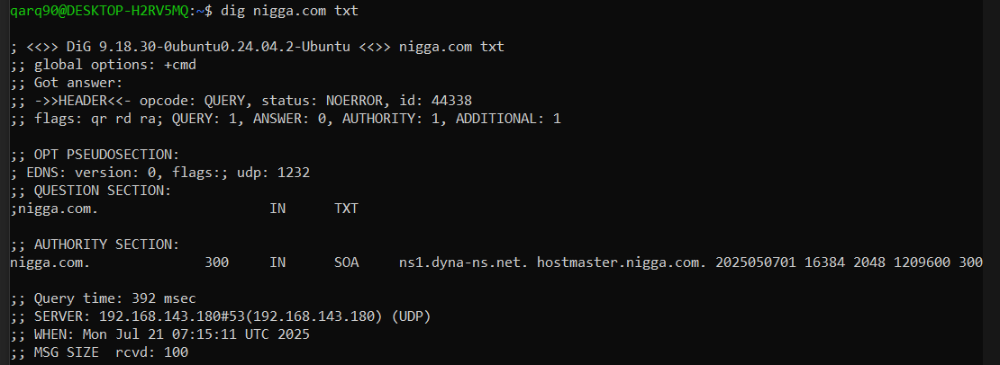 qarq90@DESKTOP-H2RV5MQ:~$ dig nigga.com txt
; <<>> DiG 9.18.30-0ubuntu0.24.04.2-Ubuntu <<>> nigga.com txt
;; global options: +cmd
;; Got answer:
;; ->>HEADER<<- opcode: QUERY, status: NOERROR, id: 44338
;; flags: qr rd ra; QUERY: 1, ANSWER: 0, AUTHORITY: 1, ADDITIONAL: 1
;; OPT PSEUDOSECTION:
; EDNS: version: 0, flags:; udp: 1232
;; QUESTION SECTION:
;nigga.com. IN TXT
;; AUTHORITY SECTION:
nigga.com. 300 IN SOA ns1.dyna-ns.net. hostmaster.nigga.com. 2025050701 16384 2048 1209600 300
;; Query time: 392 msec
;; SERVER: 192.168.143.180#53(192.168.143.180) (UDP)
;; WHEN: Mon Jul 21 07:15:11 UTC 2025
;; MSG SIZE  rcvd: 100